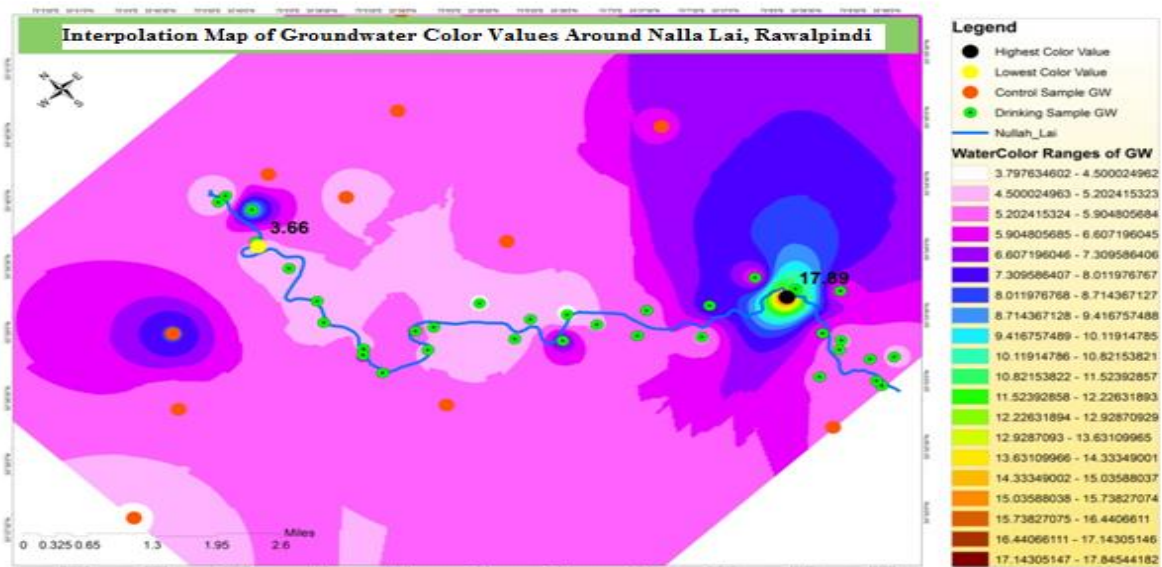 Interpolation Map of Groundwater Color Values Around Nalla Lai, Rawalpindi
N
E
W
S
3.66
17.89
Miles
0 0.325 0.65 1.3 1.95 2.6
Legend
Highest Color Value
Lowest Color Value
Control Sample GW
Drinking Sample GW
Nullah_Lai
WaterColor Ranges of GW
3.797634602 - 4.500024962
4.500024963 - 5.202415323
5.202415324 - 5.904805684
5.904805685 - 6.607196045
6.607196046 - 7.309586406
7.309586407 - 8.011976767
8.011976768 - 8.714367127
8.714367128 - 9.416757488
9.416757489 - 10.11914785
10.11914786 - 10.82153821
10.82153822 - 11.52392857
11.52392858 - 12.22631893
12.22631894 - 12.92870929
12.9287093 - 13.63109965
13.63109966 - 14.33349001
14.33349002 - 15.03588037
15.03588038 - 15.73827074
15.73827075 - 16.4406611
16.44066111 - 17.14305146
17.14305147 - 17.84544182